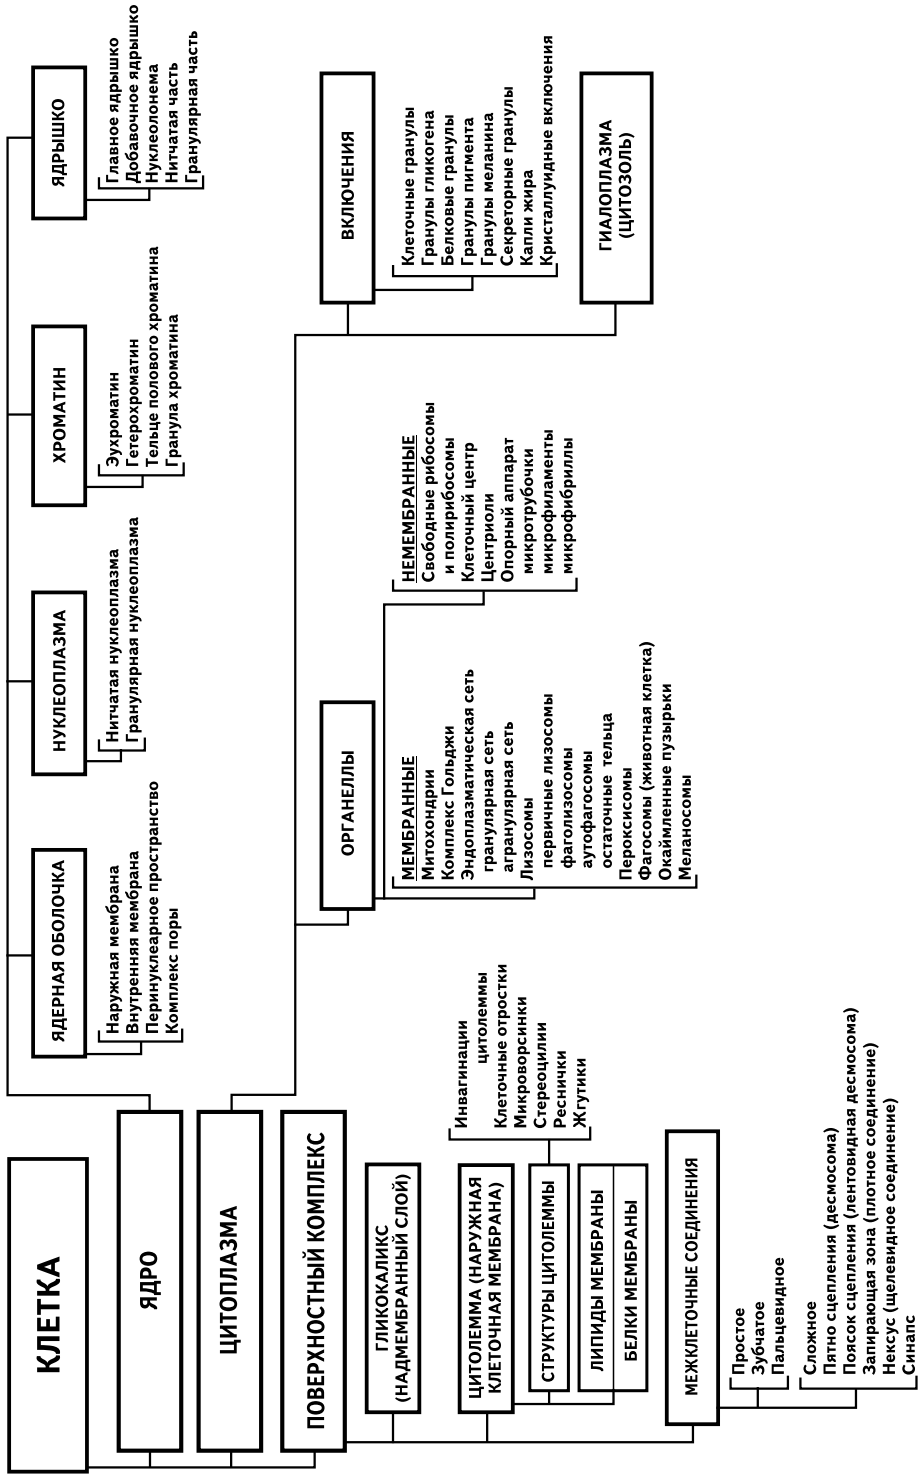 КЛЕТКА
ЯДРО
ЯДЕРНАЯ ОБОЛОЧКА
Наружная мембрана
Внутренняя мембрана
Перинуклеарное пространство
Комплекс поры
НУКЛЕОПЛАЗМА
Нитчатая нуклеоплазма
Гранулярная нуклеоплазма
ХРОМАТИН
Эухроматин
Гетерохроматин
Тельце полового хроматина
Гранула хроматина
ЯДРЫШКО
Главное ядрышко
Добавочное ядрышко
Нуклеолонема
Нитчатая часть
Гранулярная часть
ЦИТОПЛАЗМА
ОРГАНЕЛЛЫ
МЕМБРАННЫЕ
Митохондрии
Комплекс Гольджи
Эндоплазматическая сеть
гранулярная сеть
агранулярная сеть
Лизосомы
первичные лизосомы
фаголизосомы
аутофагосомы
остаточные тельца
Пероксисомы
Фагосомы (животная клетка)
Окаймленные пузырьки
Меланосомы
НЕМЕМБРАННЫЕ
Свободные рибосомы
и полирибосомы
Клеточный центр
Центриоли
Опорный аппарат
микротрубочки
микрофиламенты
микрофибриллы
ВКЛЮЧЕНИЯ
Клеточные гранулы
Гранулы гликогена
Белковые гранулы
Гранулы пигмента
Гранулы меланина
Секреторные гранулы
Капли жира
Кристаллуидные включения
ГИАЛОПЛАЗМА
(ЦИТОЗОЛЬ)
ПОВЕРХНОСТНЫЙ КОМПЛЕКС
ГЛИКОКАЛИКС
(НАДМЕМБРАННЫЙ СЛОЙ)
ЦИТОЛЕММА (НАРУЖНАЯ
КЛЕТОЧНАЯ МЕМБРАНА)
СТРУКТУРЫ ЦИТОЛЕММЫ
Инвагинации
цитолеммы
Клеточные отростки
Микроворсинки
Стереоцилии
Реснички
Жгутики
ЛИПИДЫ МЕМБРАНЫ
БЕЛКИ МЕМБРАНЫ
МЕЖКЛЕТОЧНЫЕ СОЕДИНЕНИЯ
Простое
Зубчатое
Пальцевидное
Сложное
Пятно сцепления (десмосома)
Поясок сцепления (лентовидная десмосома)
Запирающая зона (плотное соединение)
Нексус (щелевидное соединение)
Синапс